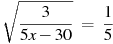 √(3/(5x − 30)) = 1/5